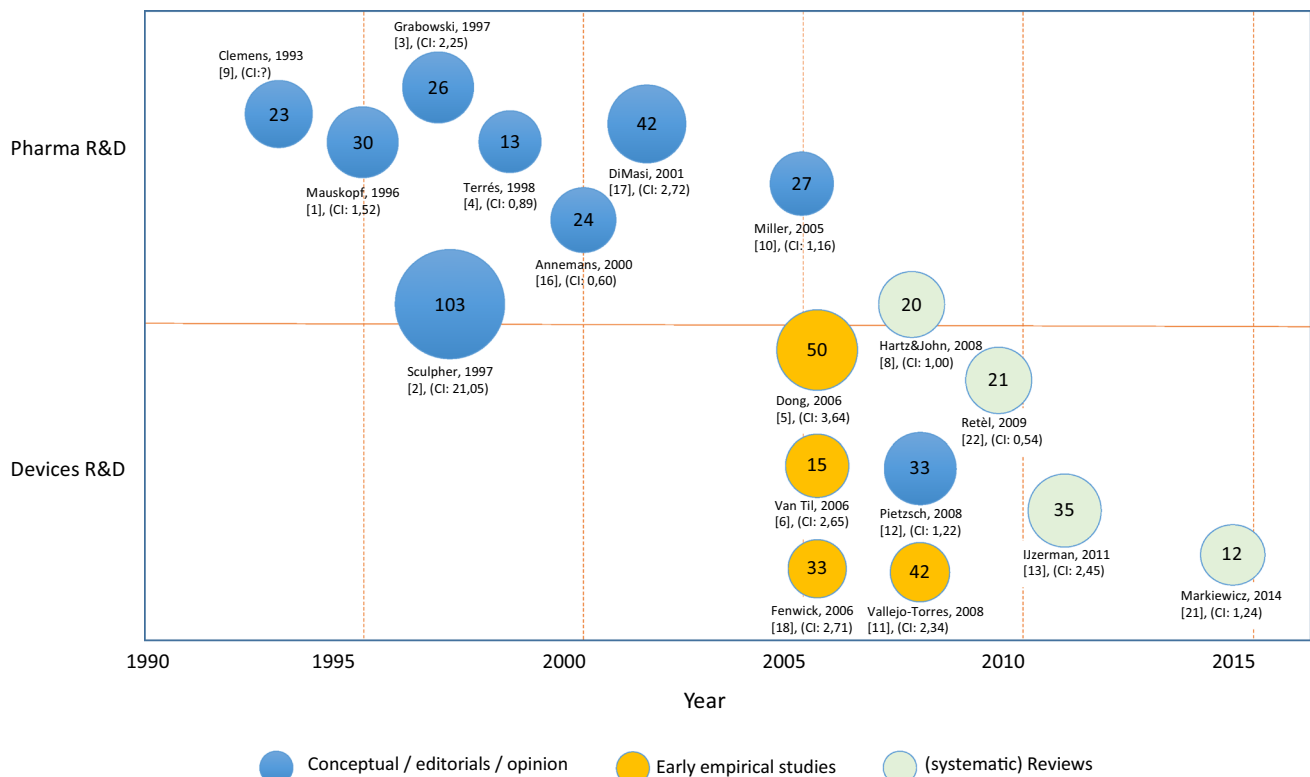 Grabowski, 1997
[3], (CI: 2,25)
26
Clemens, 1993
[9], (CI:?)
23
30
Mauskopf, 1996
[1], (CI: 1,52)
13
Terrés, 1998
[4], (CI: 0,89)
42
DiMasi, 2001
[17], (CI: 2,72)
24
Annemans, 2000
[16], (CI: 0,60)
27
Miller, 2005
[10], (CI: 1,16)
Pharma R&D
103
Sculpher, 1997
[2], (CI: 21,05)
20
Hartz&John, 2008
[8], (CI: 1,00)
50
Dong, 2006
[5], (CI: 3,64)
21
Retèl, 2009
[22], (CI: 0,54)
Devices R&D
15
Van Til, 2006
[6], (CI: 2,65)
33
Pietzsch, 2008
[12], (CI: 1,22)
35
IJzerman, 2011
[13], (CI: 2,45)
33
Fenwick, 2006
[18], (CI: 2,71)
42
Vallejo-Torres, 2008
[11], (CI: 2,34)
12
Markiewicz, 2014
[21], (CI: 1,24)
1990 1995 2000 2005 2010 2015
Year
Conceptual / editorials / opinion
Early empirical studies
(systematic) Reviews